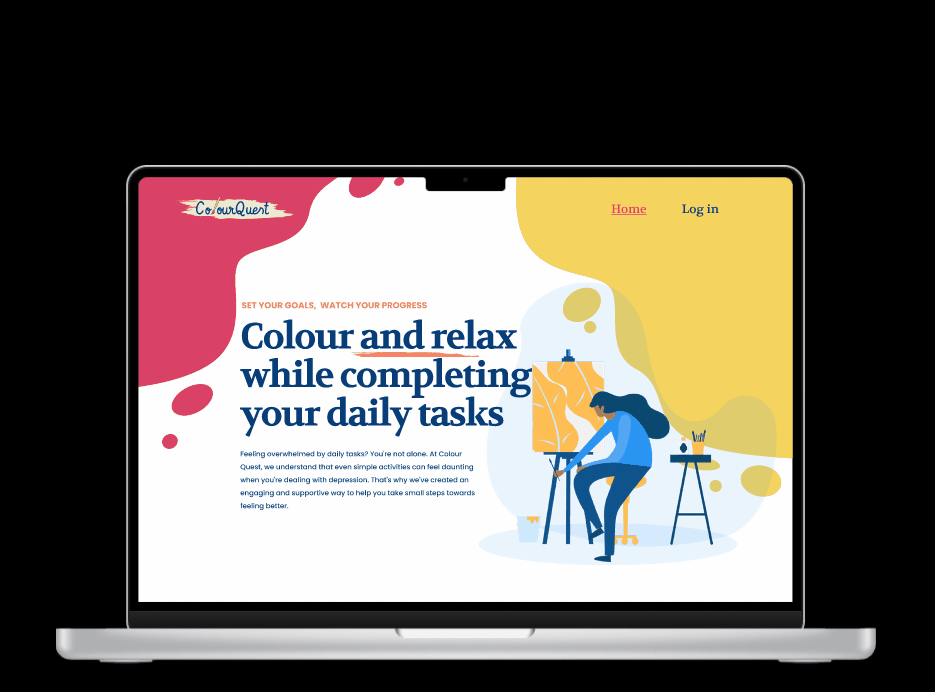 ColourQuest
Home Log in
SET YOUR GOALS, WATCH YOUR PROGRESS
Colour and relax
while completing
your daily tasks
Feeling overwhelmed by daily tasks? You're not alone. At Colour
Quest, we understand that even simple activities can feel daunting
when you're dealing with depression. That's why we've created an
engaging and supportive way to help you take small steps towards
feeling better.